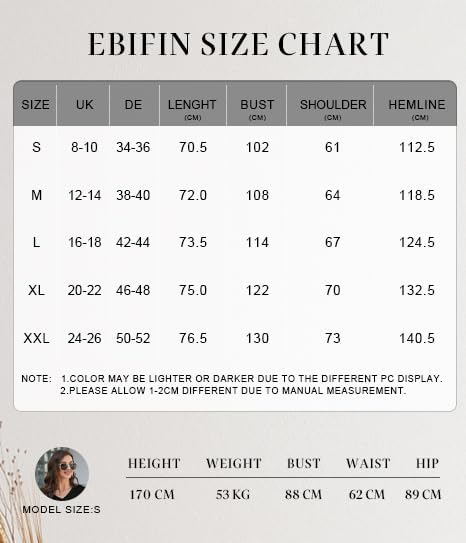 EBIFIN SIZE CHART
SIZE UK DE LENGHT (CM) BUST (CM) SHOULDER (CM) HEMLINE (CM)
S 8-10 34-36 70.5 102 61 112.5
M 12-14 38-40 72.0 108 64 118.5
L 16-18 42-44 73.5 114 67 124.5
XL 20-22 46-48 75.0 122 70 132.5
XXL 24-26 50-52 76.5 130 73 140.5
NOTE: 1.COLOR MAY BE LIGHTER OR DARKER DUE TO THE DIFFERENT PC DISPLAY.
2.PLEASE ALLOW 1-2CM DIFFERENT DUE TO MANUAL MEASUREMENT.
HEIGHT WEIGHT BUST WAIST HIP
170 CM 53 KG 88 CM 62 CM 89 CM
MODEL SIZE:S